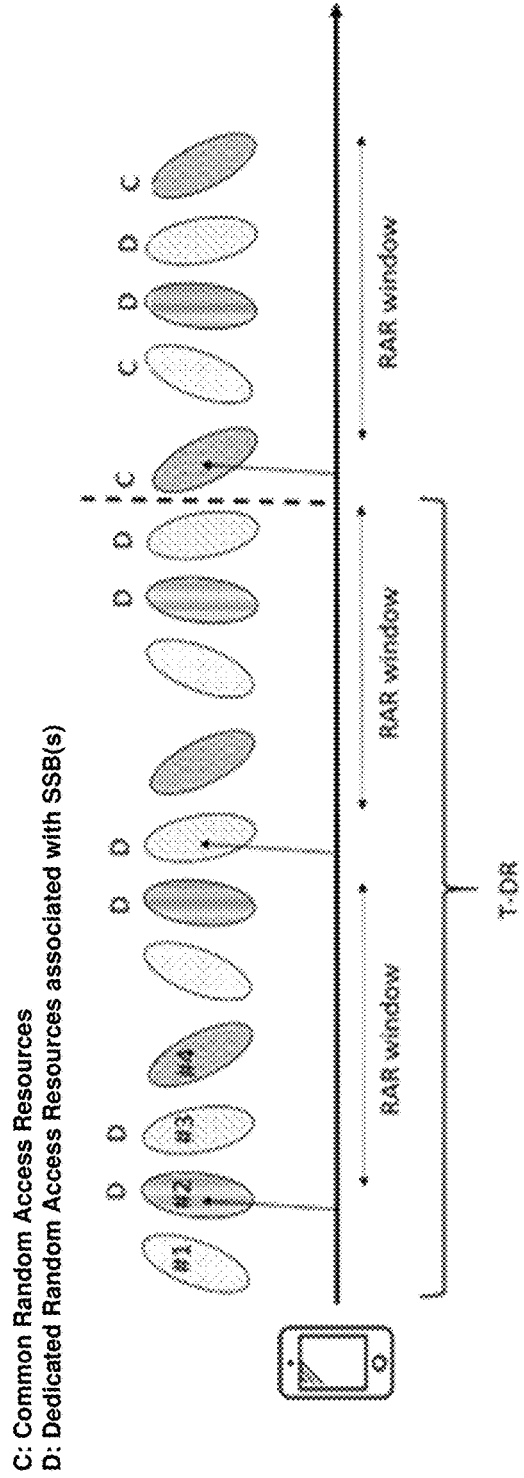 C: Common Random Access Resources
D: Dedicated Random Access Resources associated with SSB(s)
D D D D D D C C D D C
#1 #2 #3 #4
RAR window RAR window RAR window
T-DR